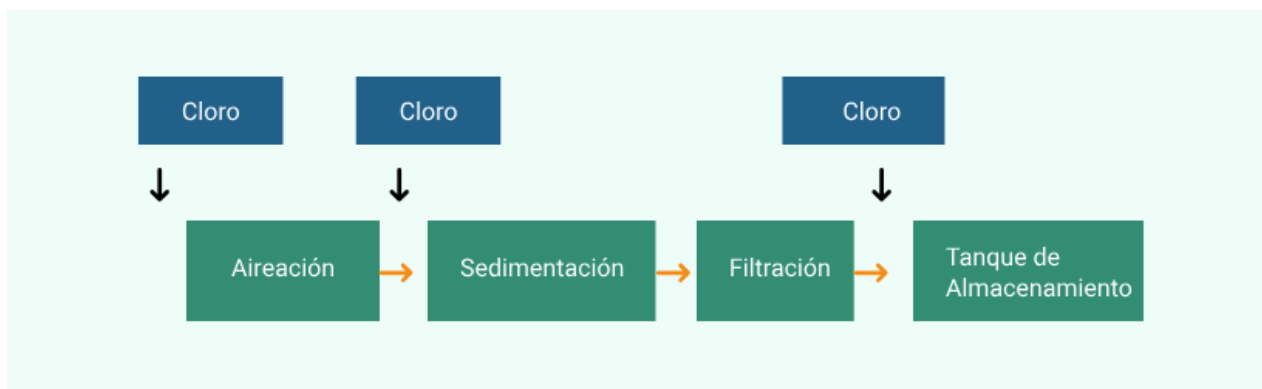 Cloro
Cloro
Cloro
Aireación
Sedimentación
Filtración
Tanque de
Almacenamiento